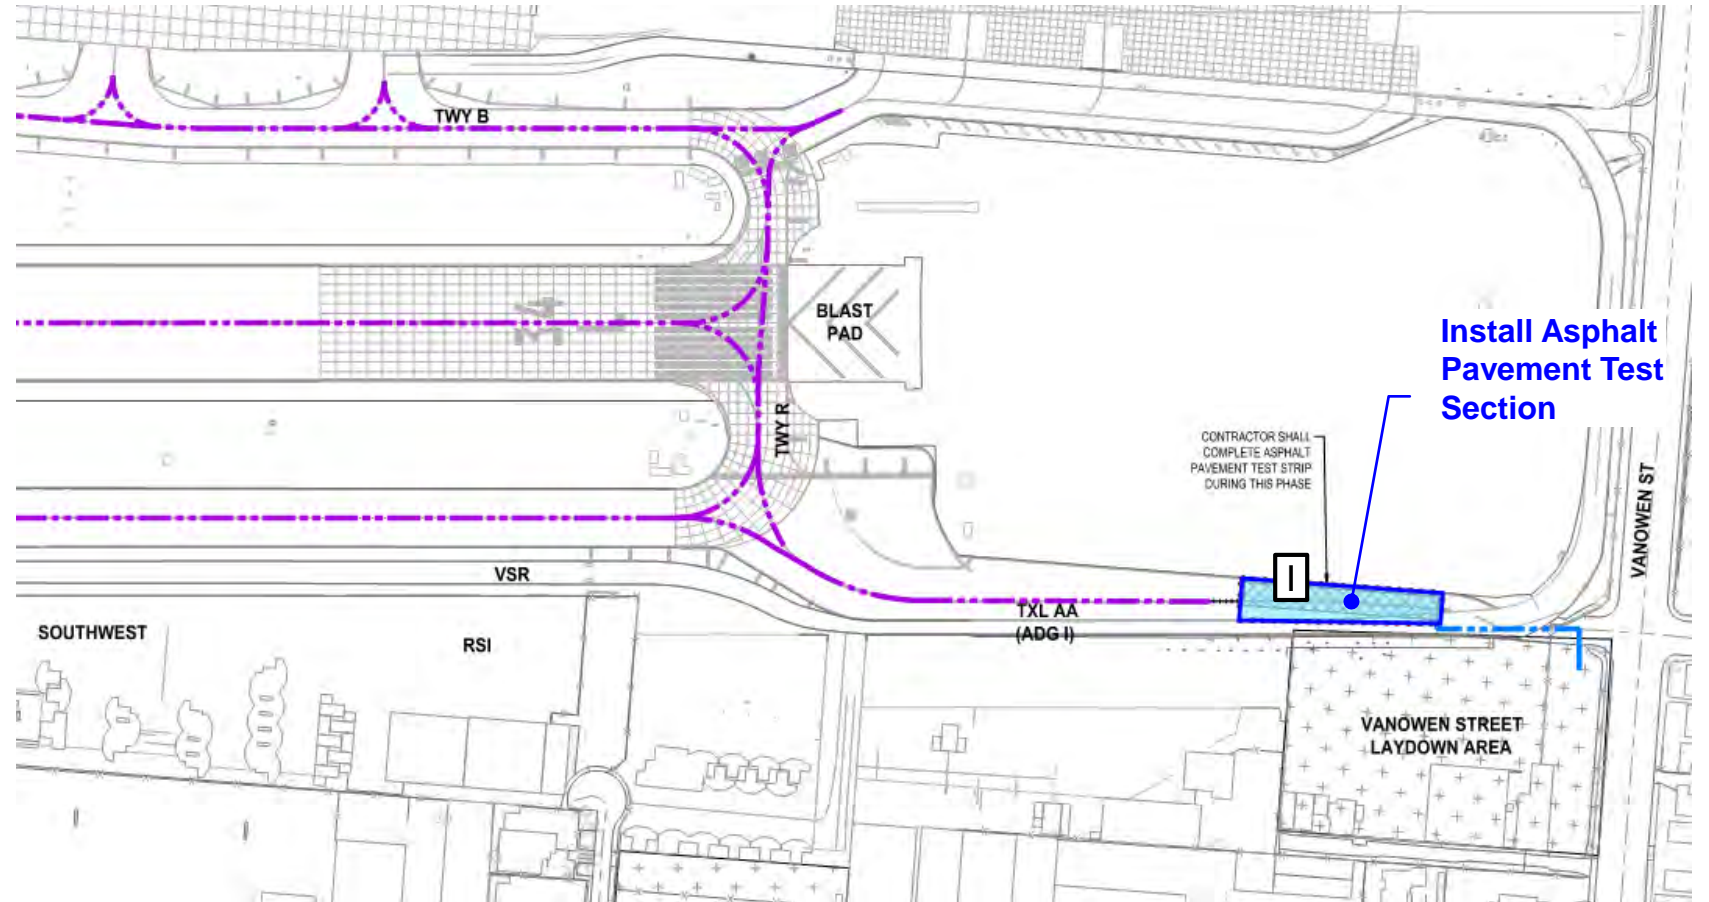 TWY B
BLAST
PAD
Install Asphalt
Pavement Test
Section
TWY R
CONTRACTOR SHALL
COMPLETE ASPHALT
PAVEMENT TEST STRIP
DURING THIS PHASE
VANOWEN ST
I
VSR
TXL AA
(ADG I)
SOUTHWEST
RSI
VANOWEN STREET
LAYDOWN AREA